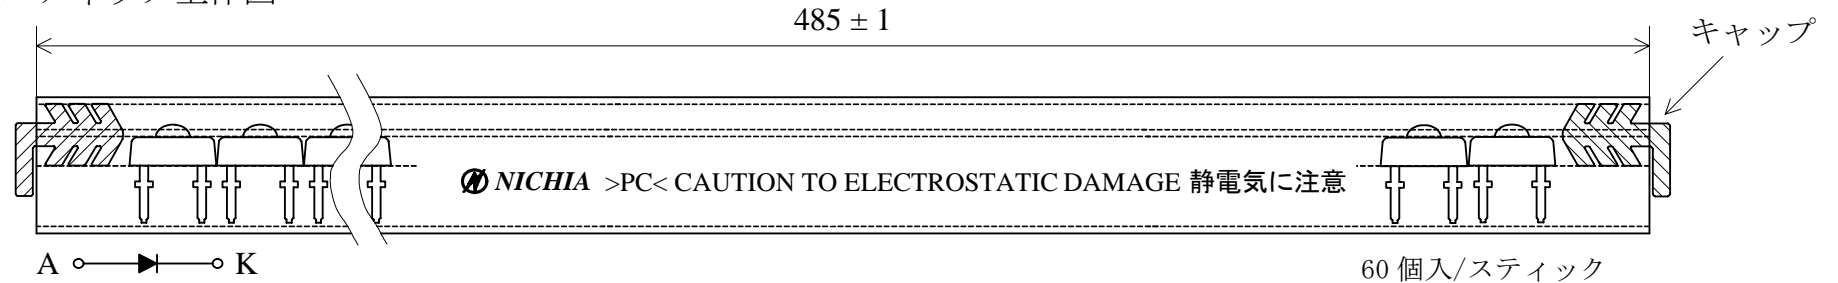 485 ± 1
キャップ
NICHIA >PC< CAUTION TO ELECTROSTATIC DAMAGE 静電気に注意
A K
60 個入/スティック